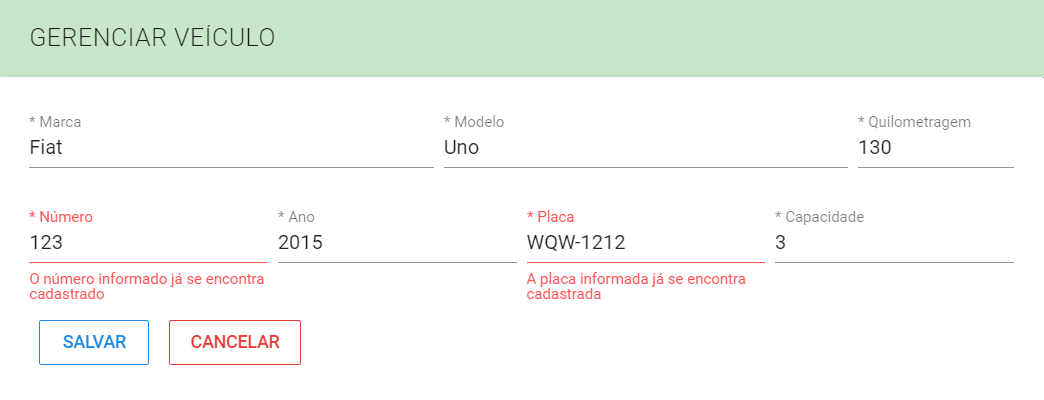 GERENCIAR VEÍCULO
* Marca
* Modelo
* Quilometragem
Fiat
Uno
130
* Número
* Ano
* Placa
* Capacidade
123
2015
WQW-1212
3
O número informado já se encontra
cadastrado
A placa informada já se encontra
cadastrada
SALVAR
CANCELAR